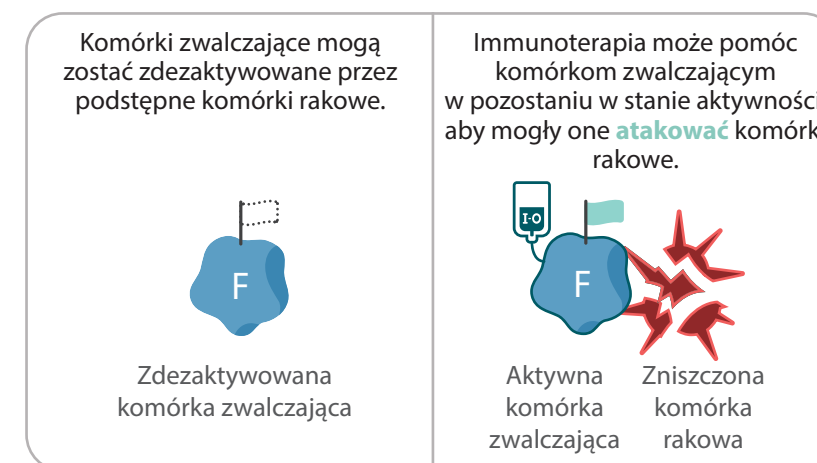 Komórki zwalczające mogą
zostać zdezaktywowane przez
podstępne komórki rakowe.
F
Zdezaktywowana
komórka zwalczająca
Immunoterapia może pomóc
komórkom zwalczającym
w pozostaniu w stanie aktywności
aby mogły one atakować komórk
rakowe.
I-O
F
Aktywna
komórka
zwalczająca
Zniszczona
komórka
rakowa